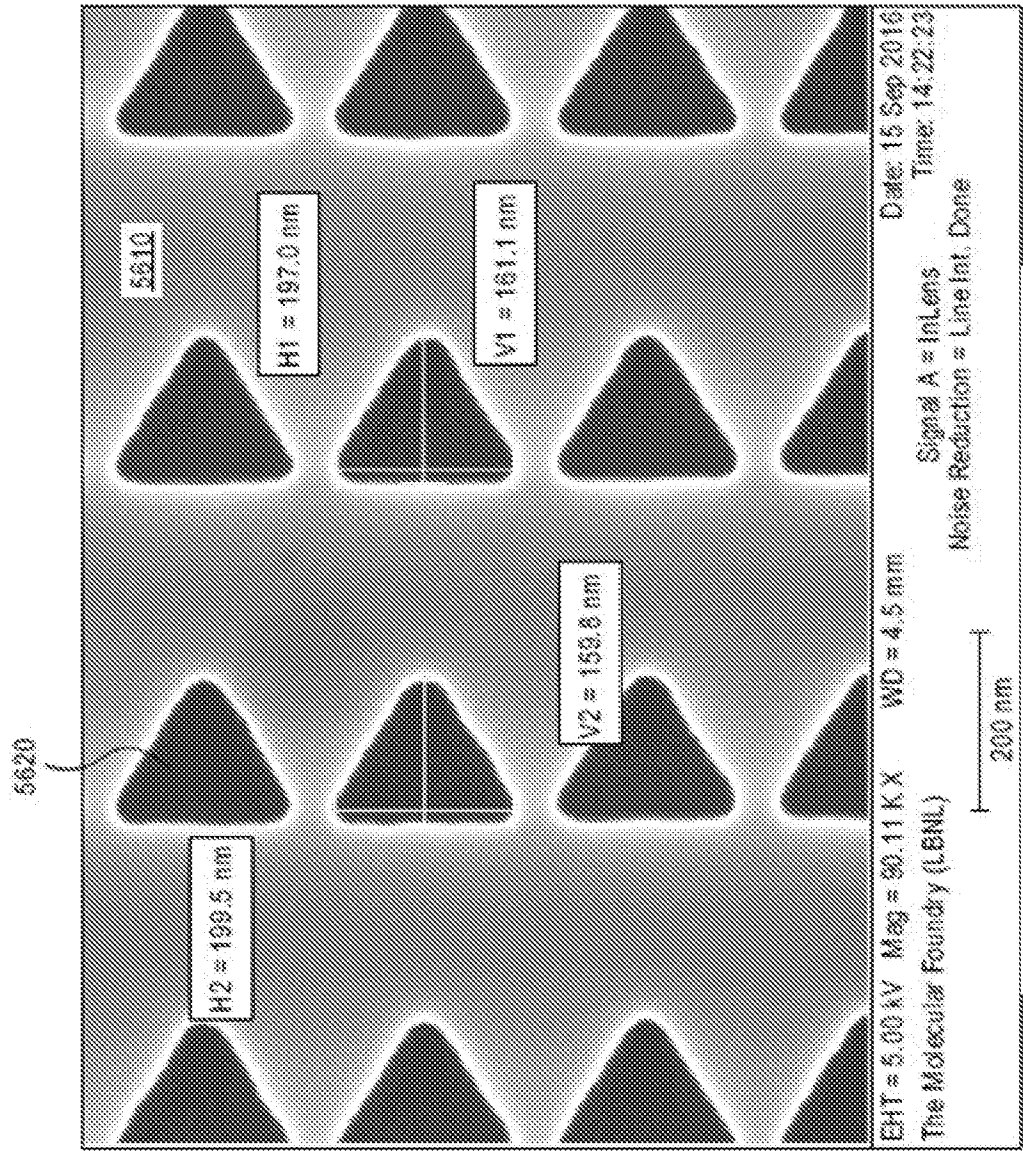 5620
5610
H1 = 197.0 nm
V1 = 161.1 nm
H2 = 199.5 nm
V2 = 159.8 nm
EHT = 5.00 kV Mag = 90.11 K X WD = 4.5 mm Signal A = InLens Date: 15 Sep 2016
The Molecular Foundry (LBNL) 200 nm Noise Reduction = Line Int. Done Time: 14:22:23